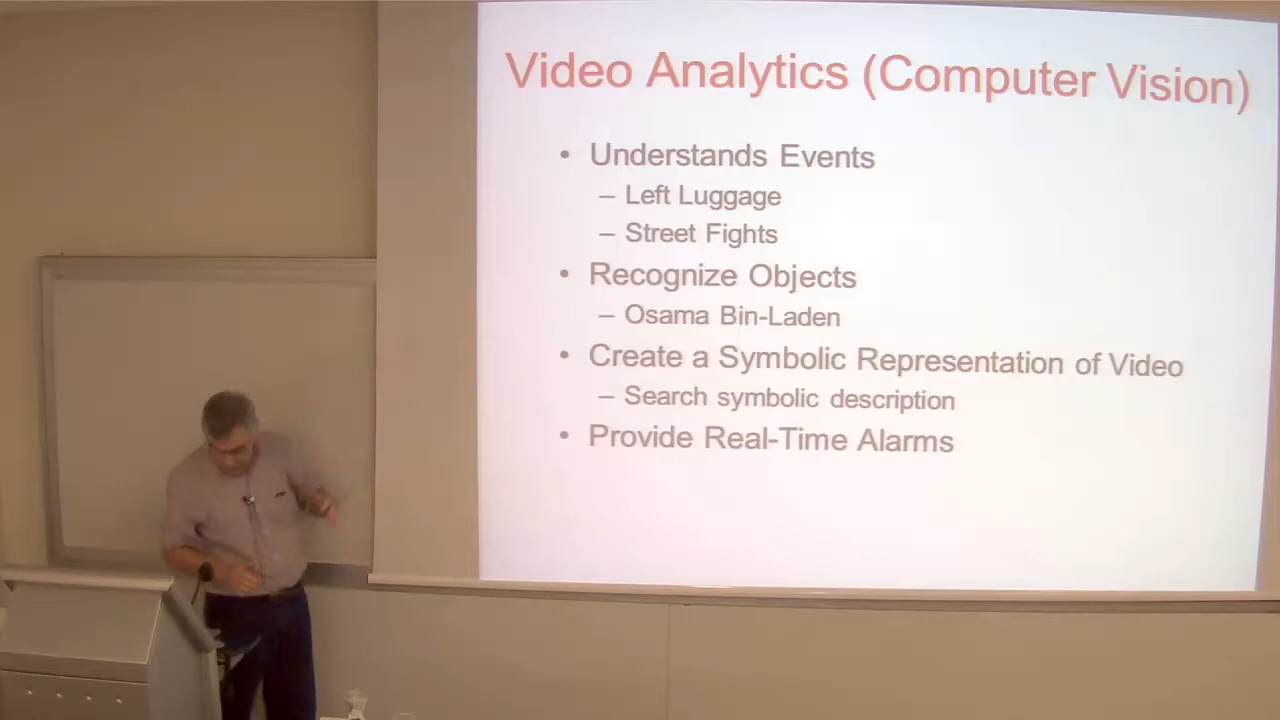 Video Analytics (Computer Vision)
• Understands Events
– Left Luggage
– Street Fights
• Recognize Objects
– Osama Bin-Laden
• Create a Symbolic Representation of Video
– Search symbolic description
• Provide Real-Time Alarms